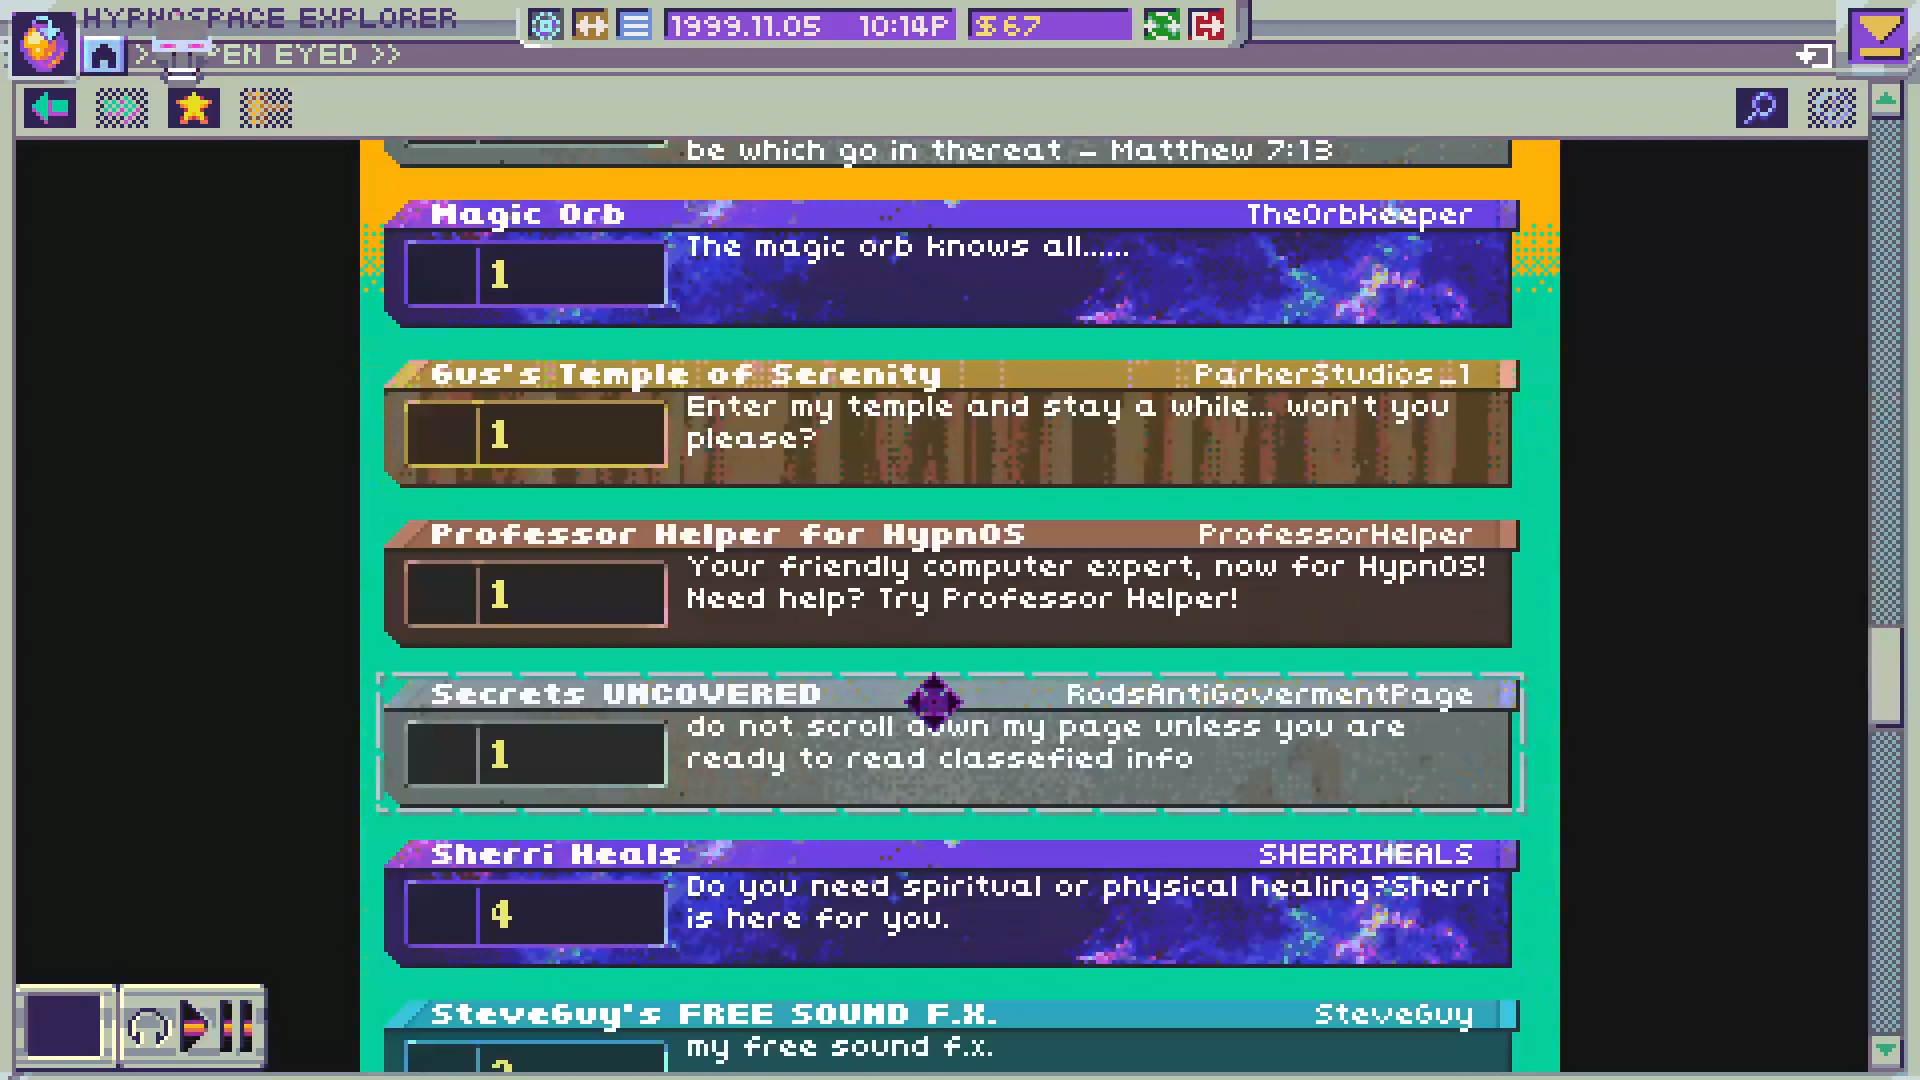 HYPNOSPACE EXPLORER
1999.11.05 10:14P
$67
PEN EYED >>
be which go in thereat - Matthew 7:13
Magic Orb
TheOrbkeeper
1
The magic orb knows all......
Gus's Temple of Serenity
ParkerStudios_1
1
Enter my temple and stay a while... won't you
please?
Professor Helper for HypnOS
ProfessorHelper
1
Your friendly computer expert, now for HypnOS!
Need help? Try Professor Helper!
Secrets UNCOVERED
RodsAntiGovermentPage
1
do not scroll down my page unless you are
ready to read classefied info
Sherri Heals
SHERRIHEALS
4
Do you need spiritual or physical healing?Sherri
is here for you.
SteveGuy's FREE SOUND F.X.
SteveGuy
my free sound f.x.